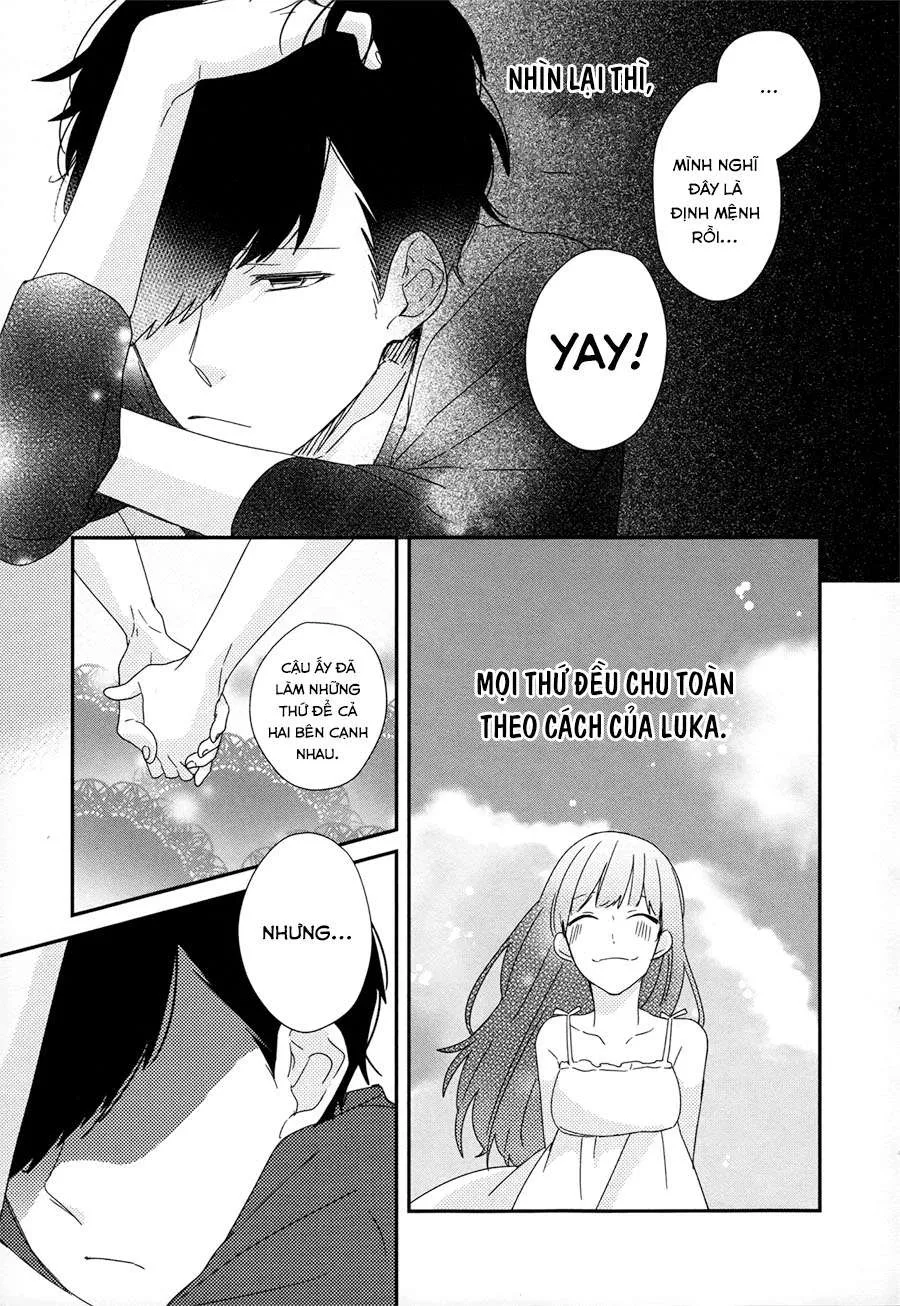 ...
MÌNH NGHĨ
ĐÂY LÀ
ĐỊNH MỆNH
RỒI...
NHÌN LẠI THÌ,
YAY!
MỌI THỨ ĐỀU CHU TOÀN
THEO CÁCH CỦA LUKA.
CẬU ẤY ĐÃ
LÀM NHỮNG
THỨ ĐỂ CẢ
HAI BÊN CẠNH
NHAU.
NHƯNG...